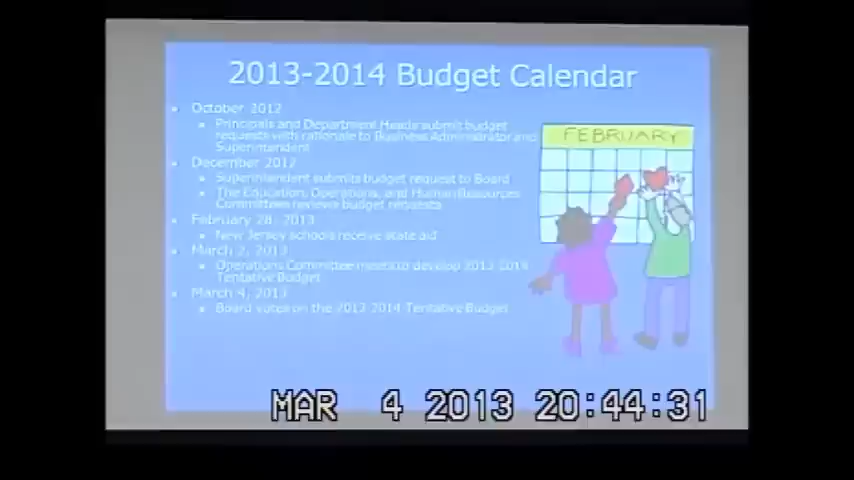 2013-2014 Budget Calendar
October 2012
Principals and Department Heads submit budget
requests with rationale to Business Administrator and
Superintendent
December 2012
Superintendent submits budget request to Board
The Education, Operations, and Human Resources
Committees reviews budget requests
February 28, 2013
New Jersey schools receive state aid
March 2, 2013
Operations Committee meets to develop 2013-2014
Tentative Budget
March 4, 2013
Board votes on the 2013-2014 Tentative Budget
FEBRUARY
MAR 4 2013 20:44:31